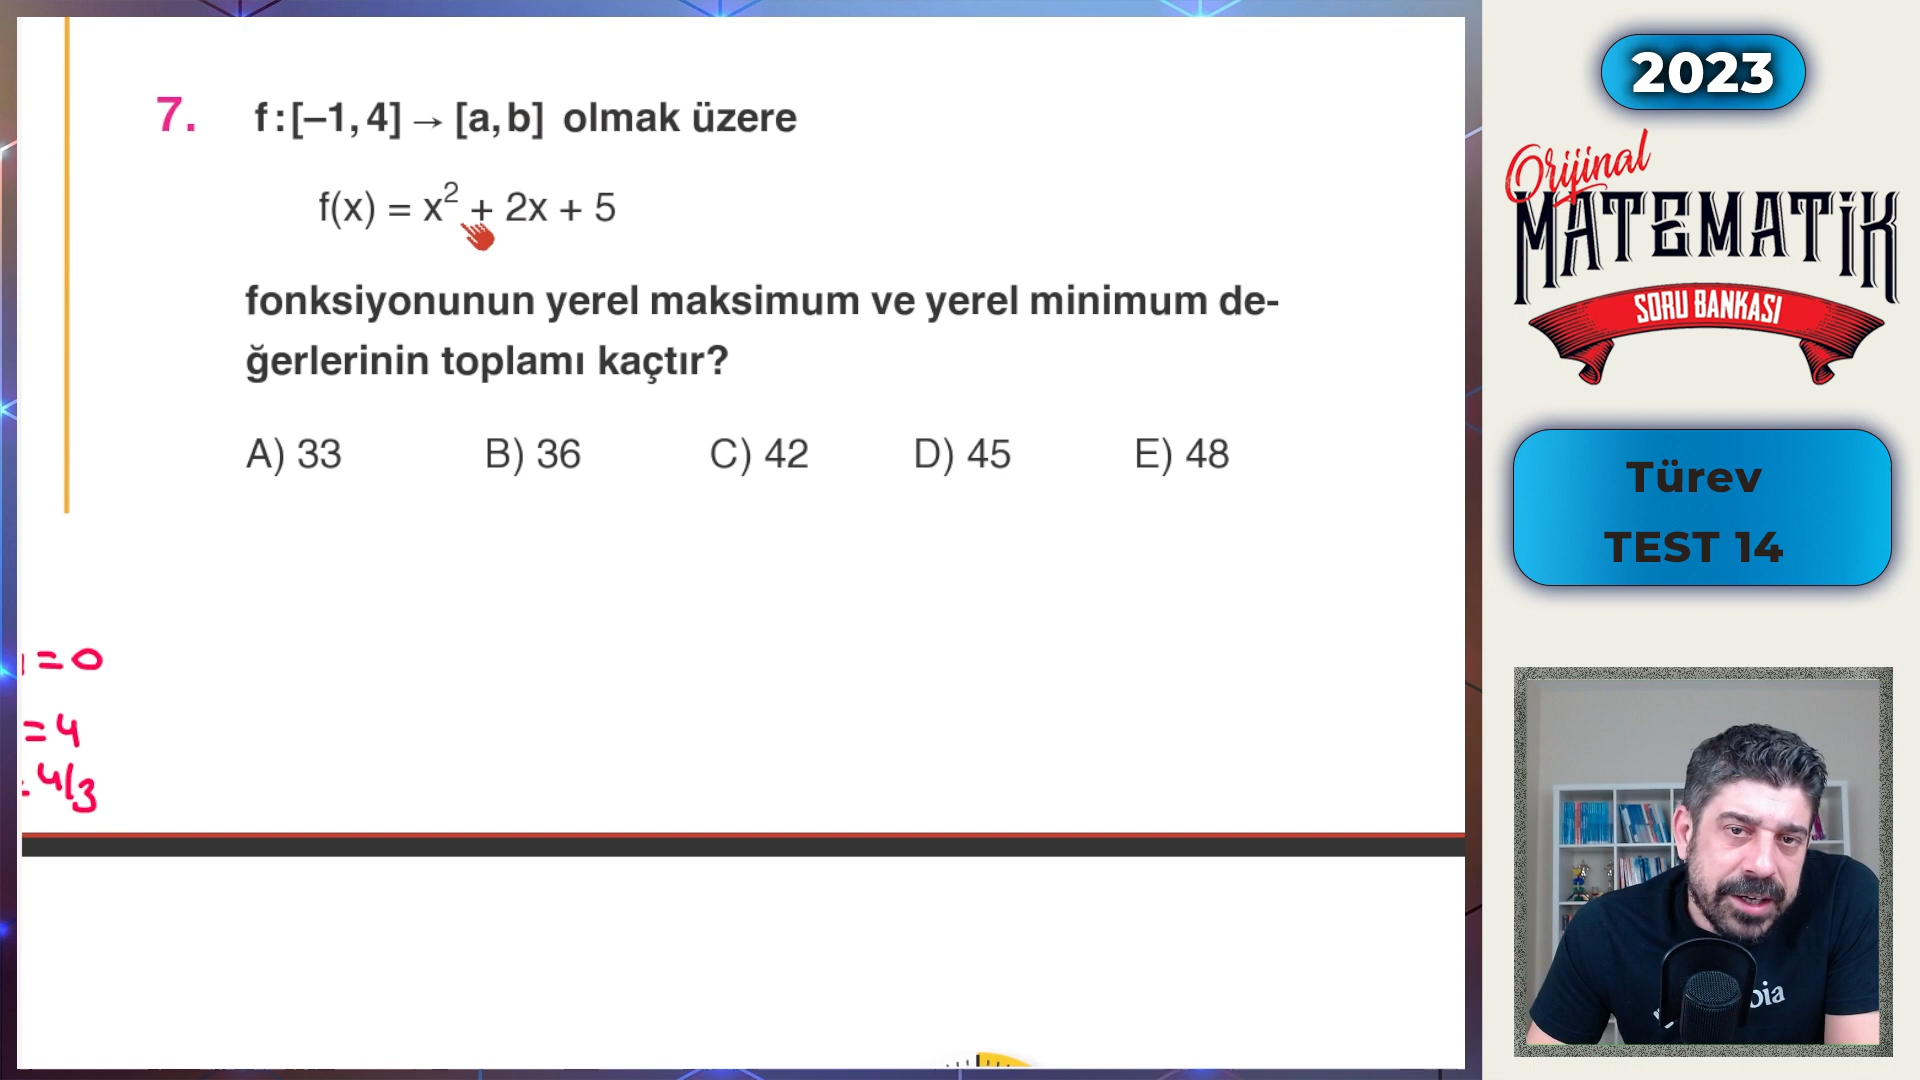 7. f : [–1, 4] → [a, b] olmak üzere
f(x) = x² + 2x + 5
fonksiyonunun yerel maksimum ve yerel minimum de-
ğerlerinin toplamı kaçtır?
A) 33 B) 36 C) 42 D) 45 E) 48
= 0
= 4
4/3
2023
Orijinal
MATEMATİK
SORU BANKASI
Türev
TEST 14